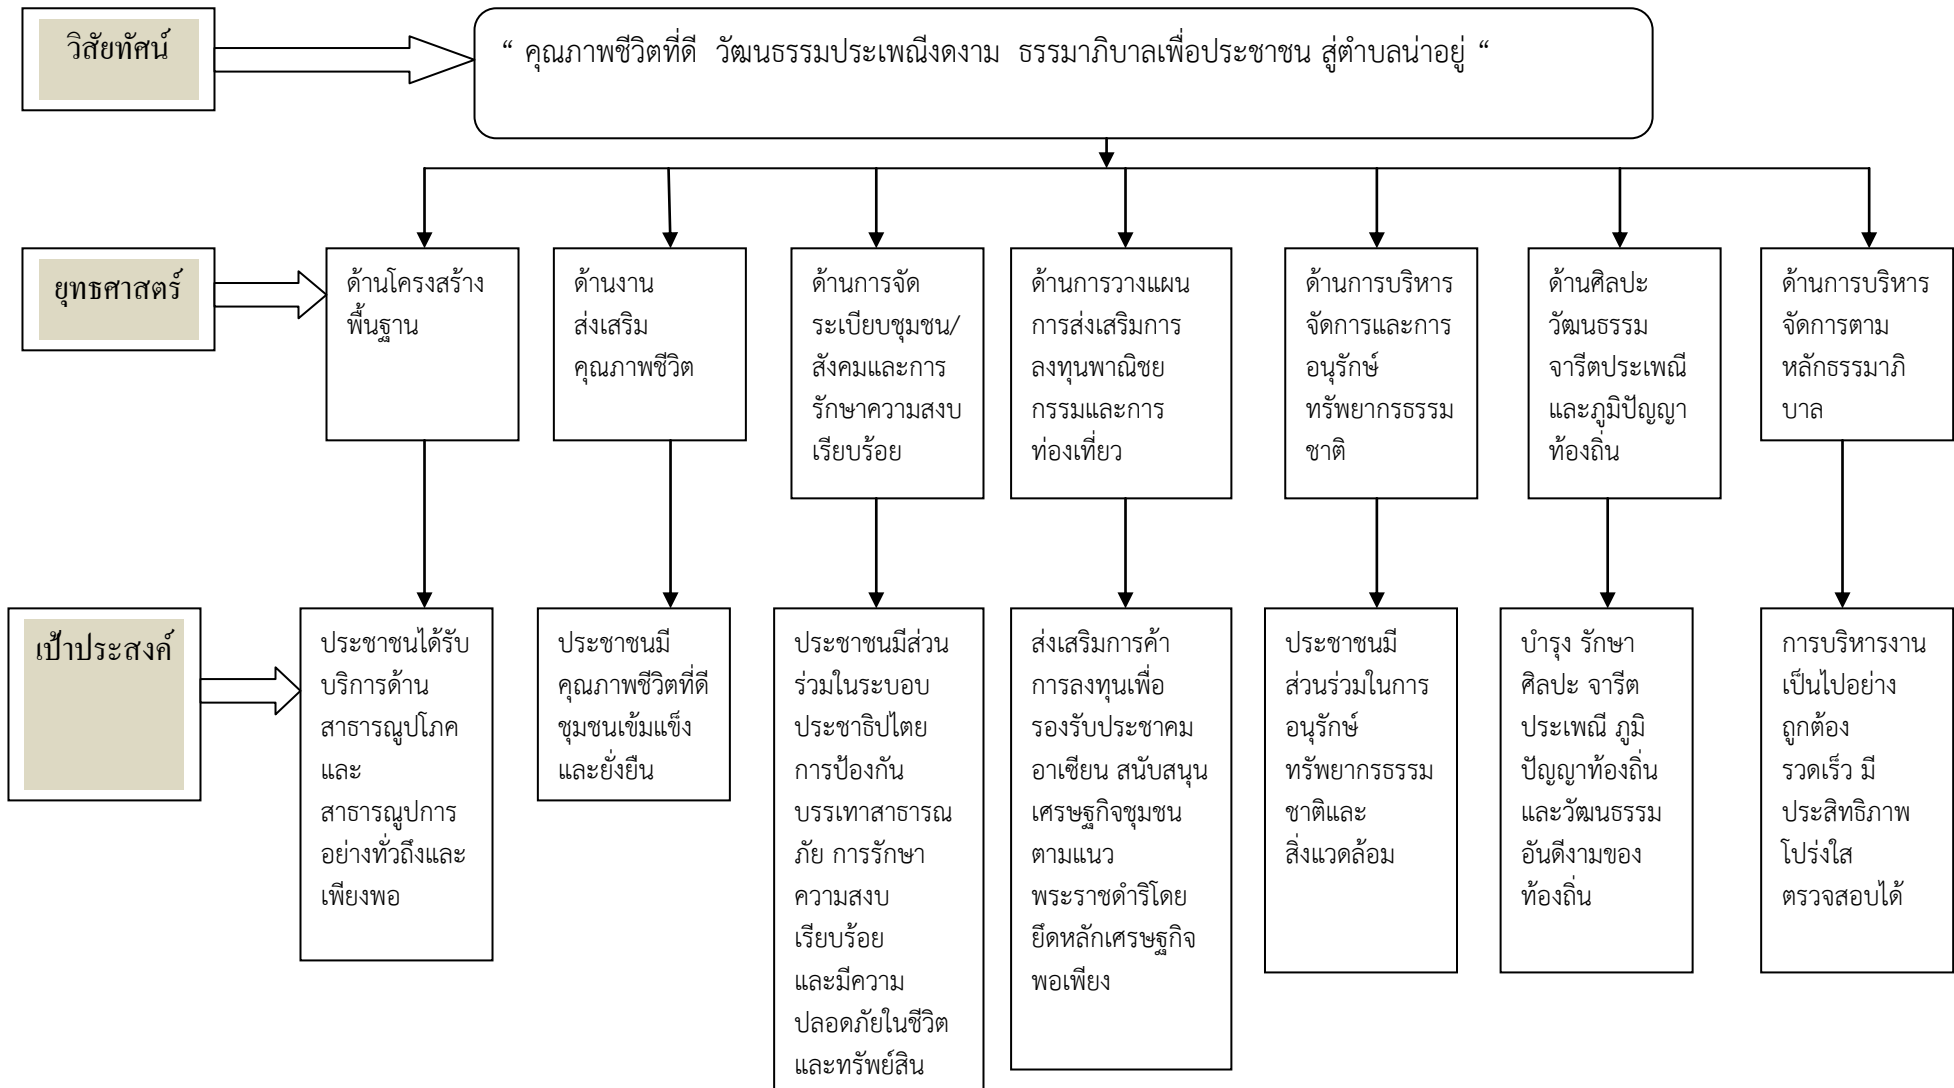 วิสัยทัศน์
“ คุณภาพชีวิตที่ดี วัฒนธรรมประเพณีงดงาม ธรรมาภิบาลเพื่อประชาชน สู่ตำบลน่าอยู่ “
ยุทธศาสตร์
ด้านโครงสร้าง
พื้นฐาน
ด้านงาน
ส่งเสริม
คุณภาพชีวิต
ด้านการจัด
ระเบียบชุมชน/
สังคมและการ
รักษาความสงบ
เรียบร้อย
ด้านการวางแผน
การส่งเสริมการ
ลงทุนพาณิชย
กรรมและการ
ท่องเที่ยว
ด้านการบริหาร
จัดการและการ
อนุรักษ์
ทรัพยากรธรรม
ชาติ
ด้านศิลปะ
วัฒนธรรม
จารีตประเพณี
และภูมิปัญญา
ท้องถิ่น
ด้านการบริหาร
จัดการตาม
หลักธรรมาภิ
บาล
เป้าประสงค์
ประชาชนได้รับ
บริการด้าน
สาธารณูปโภค
และ
สาธารณูปการ
อย่างทั่วถึงและ
เพียงพอ
ประชาชนมี
คุณภาพชีวิตที่ดี
ชุมชนเข้มแข็ง
และยั่งยืน
ประชาชนมีส่วน
ร่วมในระบอบ
ประชาธิปไตย
การป้องกัน
บรรเทาสาธารณ
ภัย การรักษา
ความสงบ
เรียบร้อย
และมีความ
ปลอดภัยในชีวิต
และทรัพย์สิน
ส่งเสริมการค้า
การลงทุนเพื่อ
รองรับประชาคม
อาเซียน สนับสนุน
เศรษฐกิจชุมชน
ตามแนว
พระราชดำริโดย
ยึดหลักเศรษฐกิจ
พอเพียง
ประชาชนมี
ส่วนร่วมในการ
อนุรักษ์
ทรัพยากรธรรม
ชาติและ
สิ่งแวดล้อม
บำรุง รักษา
ศิลปะ จารีต
ประเพณี ภูมิ
ปัญญาท้องถิ่น
และวัฒนธรรม
อันดีงามของ
ท้องถิ่น
การบริหารงาน
เป็นไปอย่าง
ถูกต้อง
รวดเร็ว มี
ประสิทธิภาพ
โปร่งใส
ตรวจสอบได้